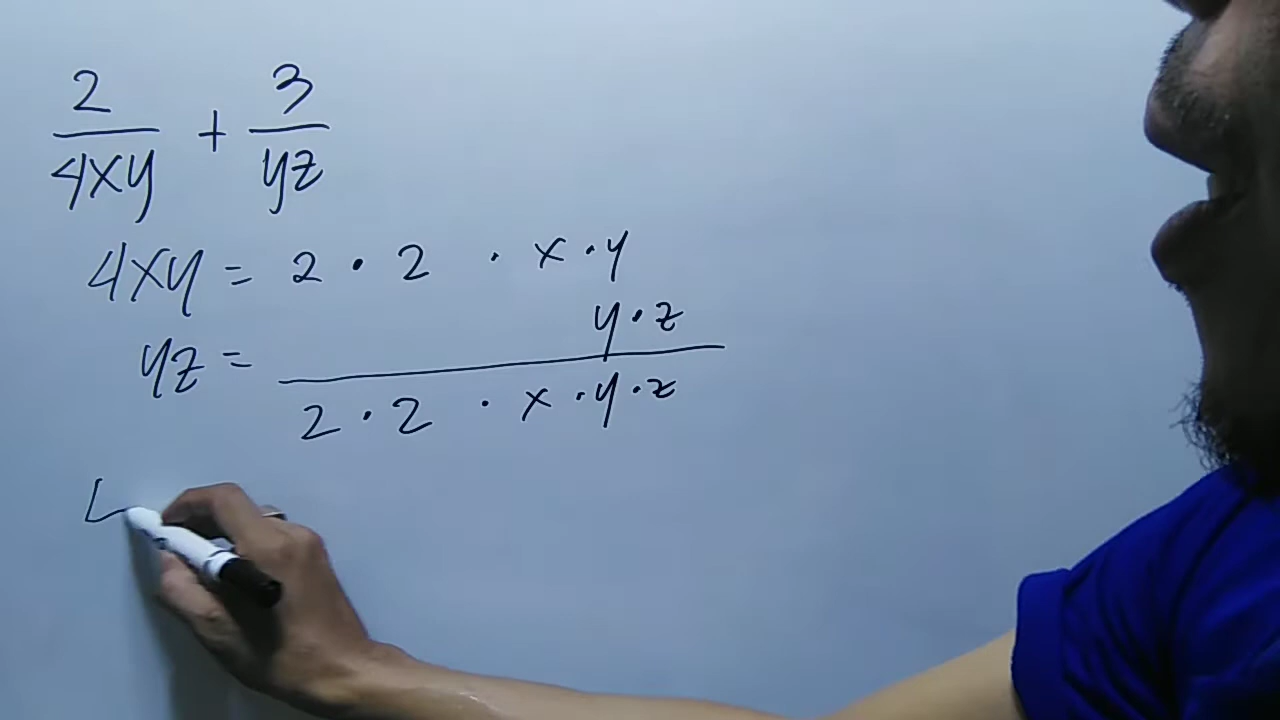 2/4xy + 3/yz
4xy = 2 · 2 · x · y
yz = y · z
2 · 2 · x · y · z
L